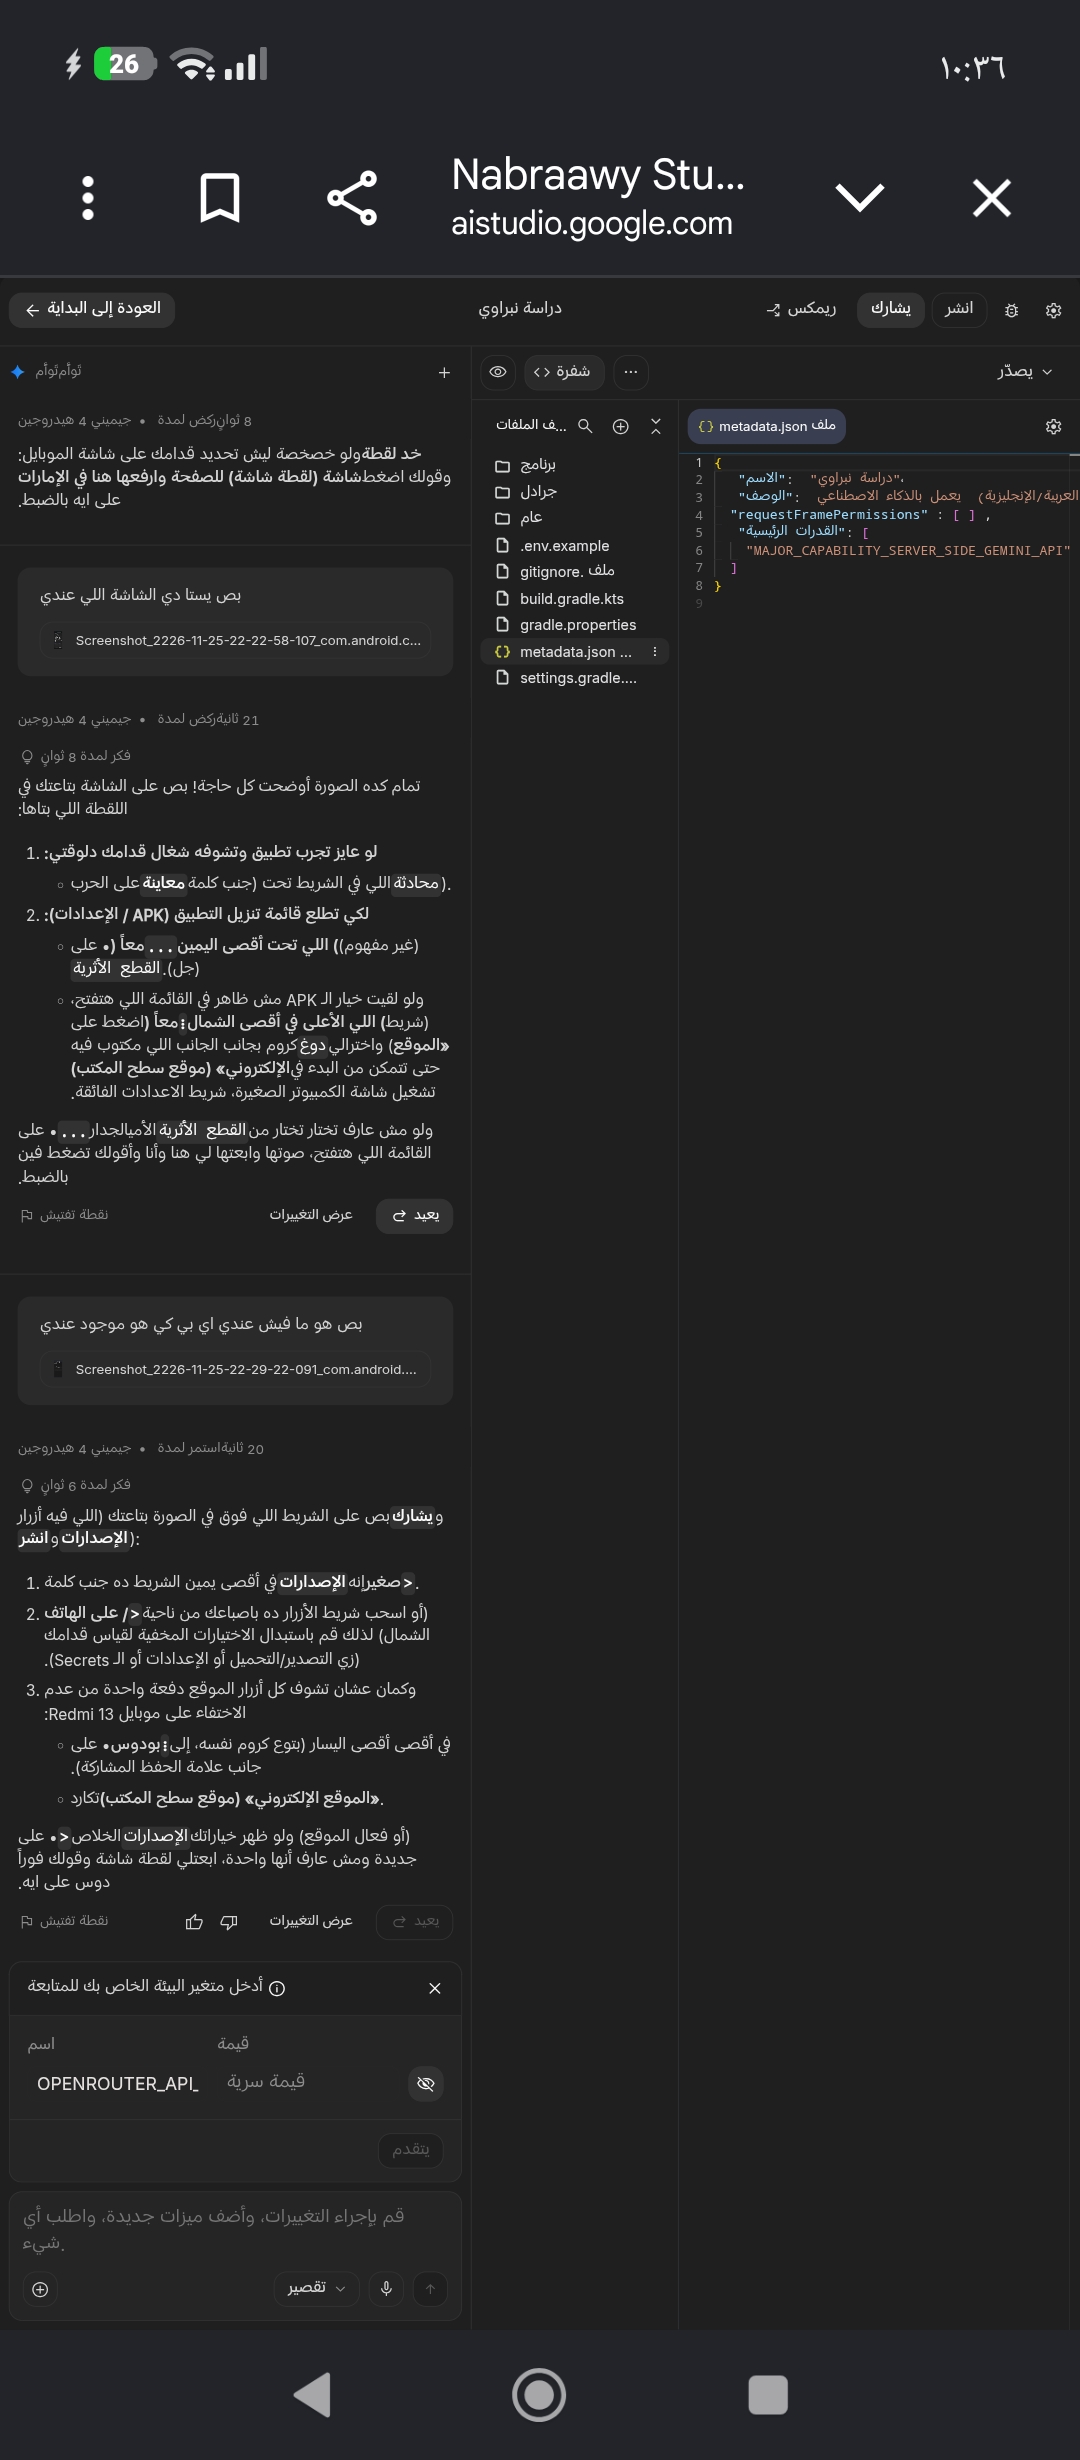 26
١٠:٣٦
Nabraawy Stu...
aistudio.google.com
العودة إلى البداية
دراسة نبراوي
ريمكس
يشارك
انشر
توأمتوأم
شفرة
...
يصدّر
8 ثوانٍركض لمدة • جيميني 4 هيدروجين
خد لقطةولو خصخصة ليش تحديد قدامك على شاشة الموبايل:
وقولك اضغطشاشة (لقطة شاشة) للصفحة وارفعها هنا في الإمارات
على ايه بالضبط.
بص يستا دي الشاشة اللي عندي
Screenshot_2226-11-25-22-22-58-107_com.android.c...
21 ثانيةركض لمدة • جيميني 4 هيدروجين
فكر لمدة 8 ثوانٍ
تمام كده الصورة أوضحت كل حاجة! بص على الشاشة بتاعتك في
اللقطة اللي بتاها:
1. لو عايز تجرب تطبيق وتشوفه شغال قدامك دلوقتي:
محادثة اللي في الشريط تحت (جنب كلمة معاينة على الحرب).
2. لكي تطلع قائمة تنزيل التطبيق (APK / الإعدادات):
(غير مفهوم)) اللي تحت أقصى اليمين ... معاً (• على
(جل). القطع الأثرية
ولو لقيت خيار الـ APK مش ظاهر في القائمة اللي هتفتح،
(شريط) اللي الأعلى في أقصى الشمال ⋮ معاً (اضغط على
«الموقع) واخترالي دوغ كروم بجانب الجانب اللي مكتوب فيه
حتى تتمكن من البدء فيالإلكتروني» (موقع سطح المكتب)
تشغيل شاشة الكمبيوتر الصغيرة، شريط الاعدادات الفائقة.
ولو مش عارف تختار تختار من القطع الأثرية الأميالجدار ... • على
القائمة اللي هتفتح، صوتها وابعتها لي هنا وأنا وأقولك تضغط فين
بالضبط.
نقطة تفتيش
عرض التغييرات
يعيد
بص هو ما فيش عندي اي بي كي هو موجود عندي
Screenshot_2226-11-25-22-29-22-091_com.android....
20 ثانيةاستمر لمدة • جيميني 4 هيدروجين
فكر لمدة 6 ثوانٍ
ويشارك بص على الشريط اللي فوق في الصورة بتاعتك (اللي فيه أزرار
الإصدارات وانشر):
1. > صغيرإنه الإصدارات في أقصى يمين الشريط ده جنب كلمة.
2. (أو اسحب شريط الأزرار ده باصباعك من ناحية > / على الهاتف
الشمال) لذلك قم باستبدال الاختيارات المخفية لقياس قدامك
(زي التصدير/التحميل أو الإعدادات أو الـ Secrets).
3. وكمان عشان تشوف كل أزرار الموقع دفعة واحدة من عدم
الاختفاء على موبايل Redmi 13:
في أقصى أقصى اليسار (بتوع كروم نفسه، إلى ⋮ بودوس• على
جانب علامة الحفظ المشاركة).
«الموقع الإلكتروني» (موقع سطح المكتب)تكارد.
(أو فعال الموقع) ولو ظهر خياراتك الإصدارات الخلاص > • على
جديدة ومش عارف أنها واحدة، ابعتلي لقطة شاشة وقولك فوراً
دوس على ايه.
نقطة تفتيش
عرض التغييرات
يعيد
أدخل متغير البيئة الخاص بك للمتابعة
اسم
قيمة
OPENROUTER_API_
قيمة سرية
يتقدم
قم بإجراء التغييرات، وأضف ميزات جديدة، واطلب أي
شيء.
تقصير
ف الملفات...
برنامج
جرادل
عام
.env.example
ملف .gitignore
build.gradle.kts
gradle.properties
metadata.json ...
settings.gradle....
ملف metadata.json {}
1 {
2 "الاسم": "دراسة نبراوي"،
3 "الوصف": العربية/الإنجليزية) يعمل بالذكاء الاصطناعي
4 "requestFramePermissions" : [ ] ,
5 "القدرات الرئيسية": [
6 "MAJOR_CAPABILITY_SERVER_SIDE_GEMINI_API"
7 ]
8 }
9